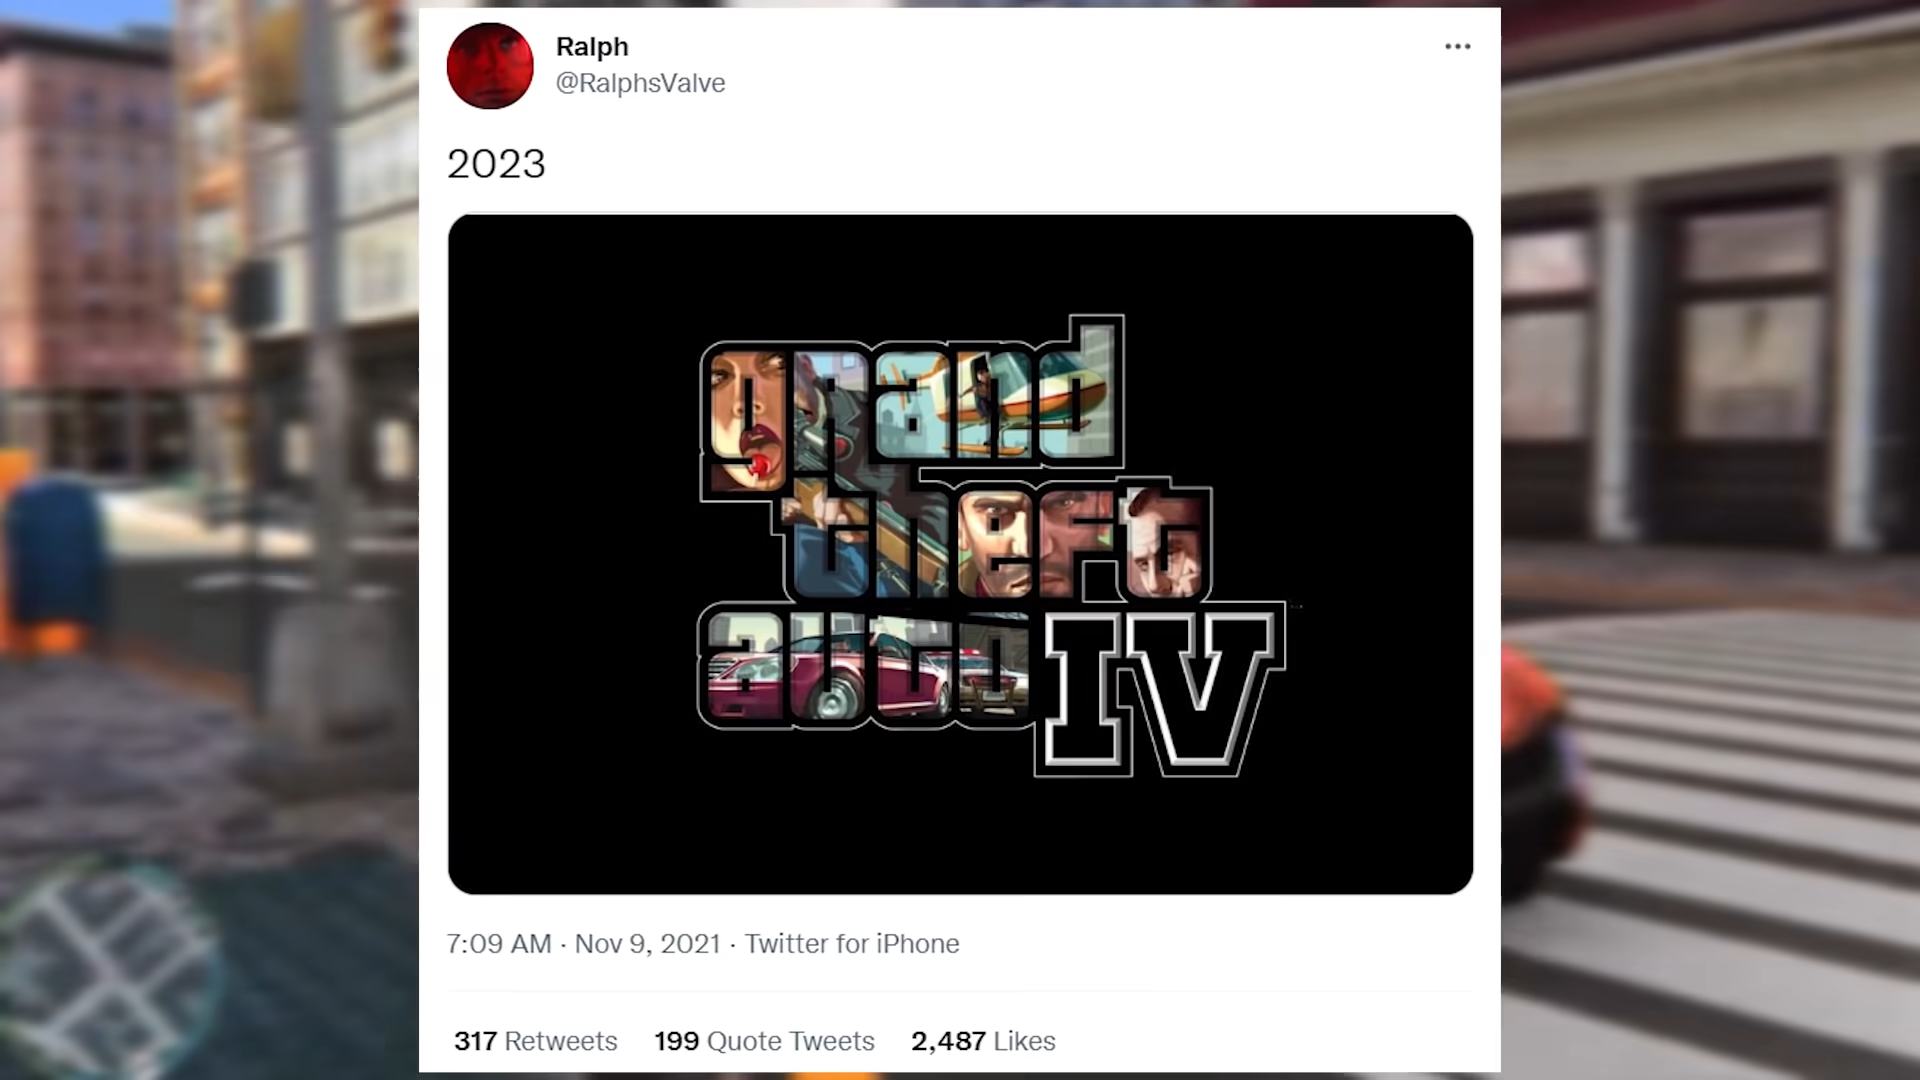 Ralph
@RalphsValve
2023
grand
theft
auto IV
7:09 AM · Nov 9, 2021 · Twitter for iPhone
317 Retweets 199 Quote Tweets 2,487 Likes